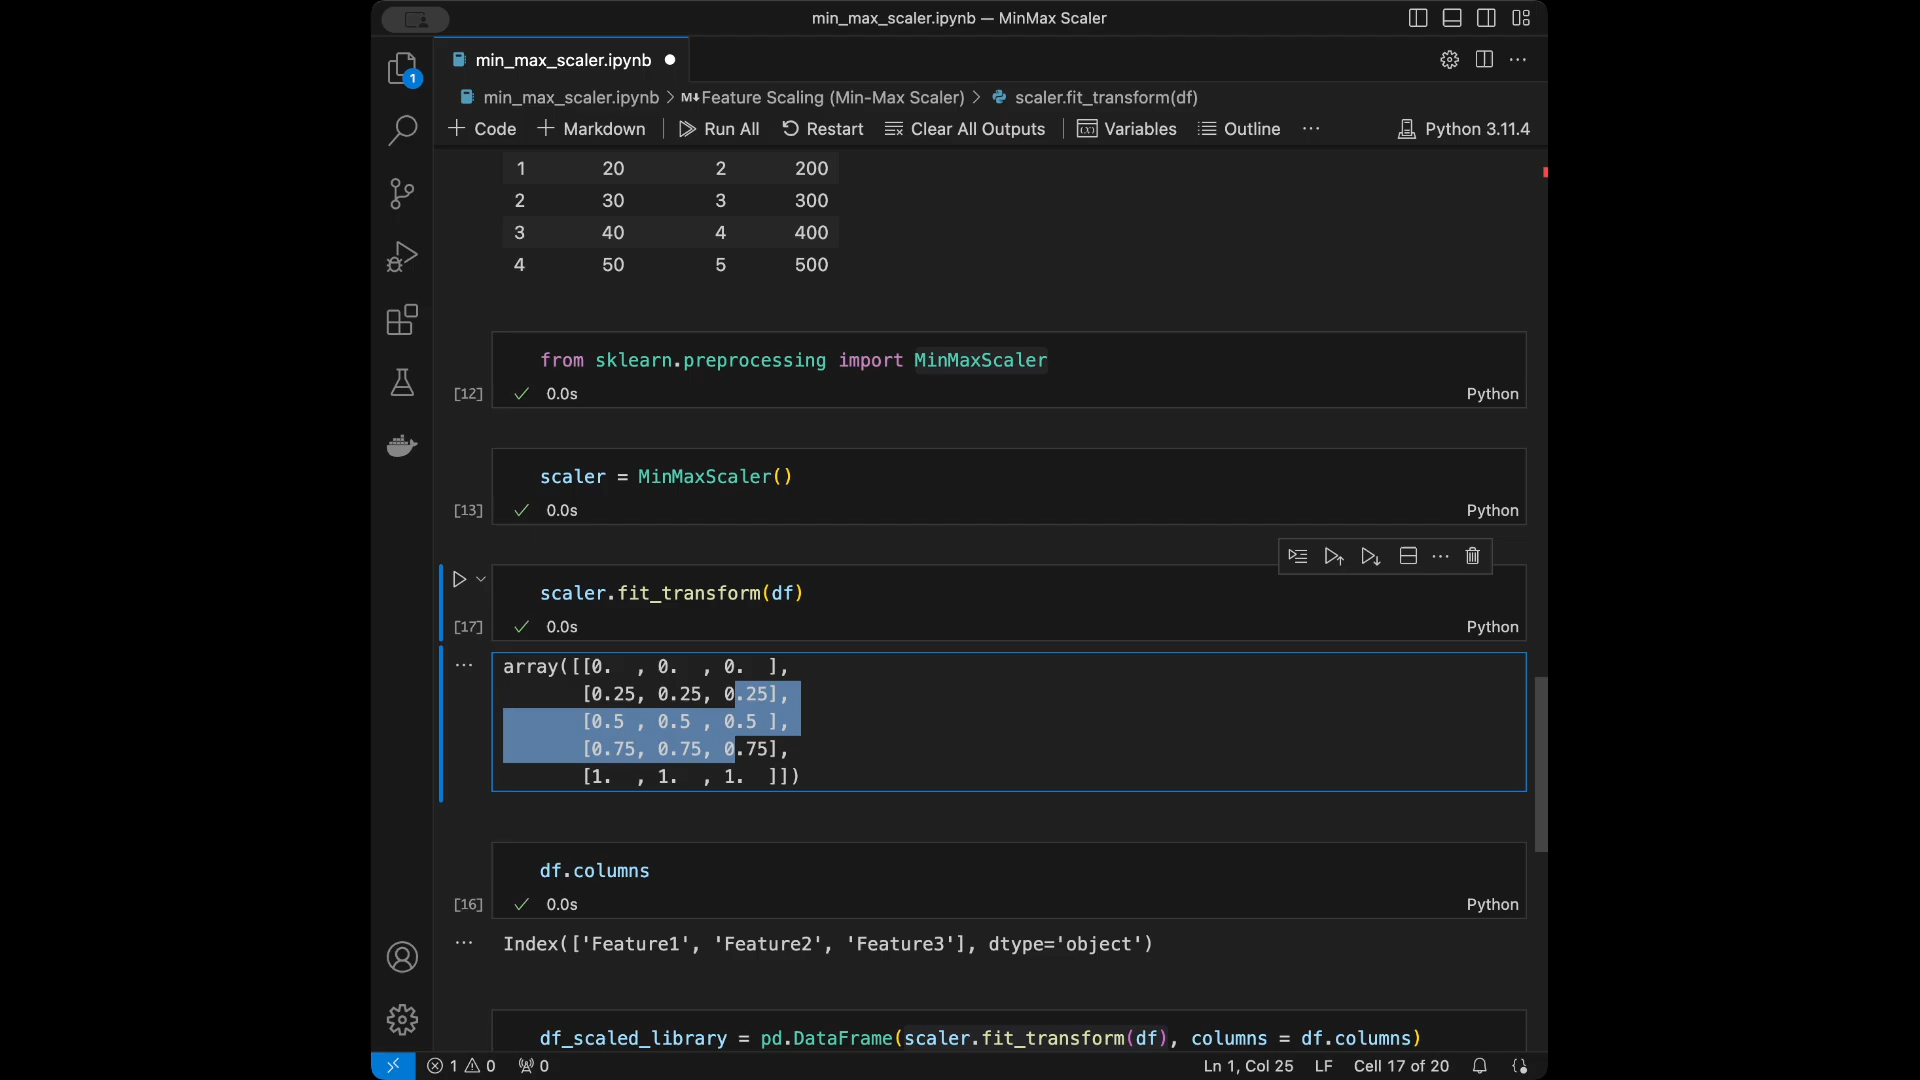 min_max_scaler.ipynb — MinMax Scaler
min_max_scaler.ipynb
1
min_max_scaler.ipynb > M↓Feature Scaling (Min-Max Scaler) > scaler.fit_transform(df)
+ Code + Markdown Run All Restart Clear All Outputs Variables Outline ··· Python 3.11.4
1 20 2 200
2 30 3 300
3 40 4 400
4 50 5 500
from sklearn.preprocessing import MinMaxScaler
[12] 0.0s Python
scaler = MinMaxScaler()
[13] 0.0s Python
scaler.fit_transform(df)
[17] 0.0s Python
array([[0.  , 0.  , 0.  ],
[0.25, 0.25, 0.25],
[0.5 , 0.5 , 0.5 ],
[0.75, 0.75, 0.75],
[1.  , 1.  , 1.  ]])
df.columns
[16] 0.0s Python
Index(['Feature1', 'Feature2', 'Feature3'], dtype='object')
df_scaled_library = pd.DataFrame(scaler.fit_transform(df), columns = df.columns)
1 0 0 Ln 1, Col 25 LF Cell 17 of 20